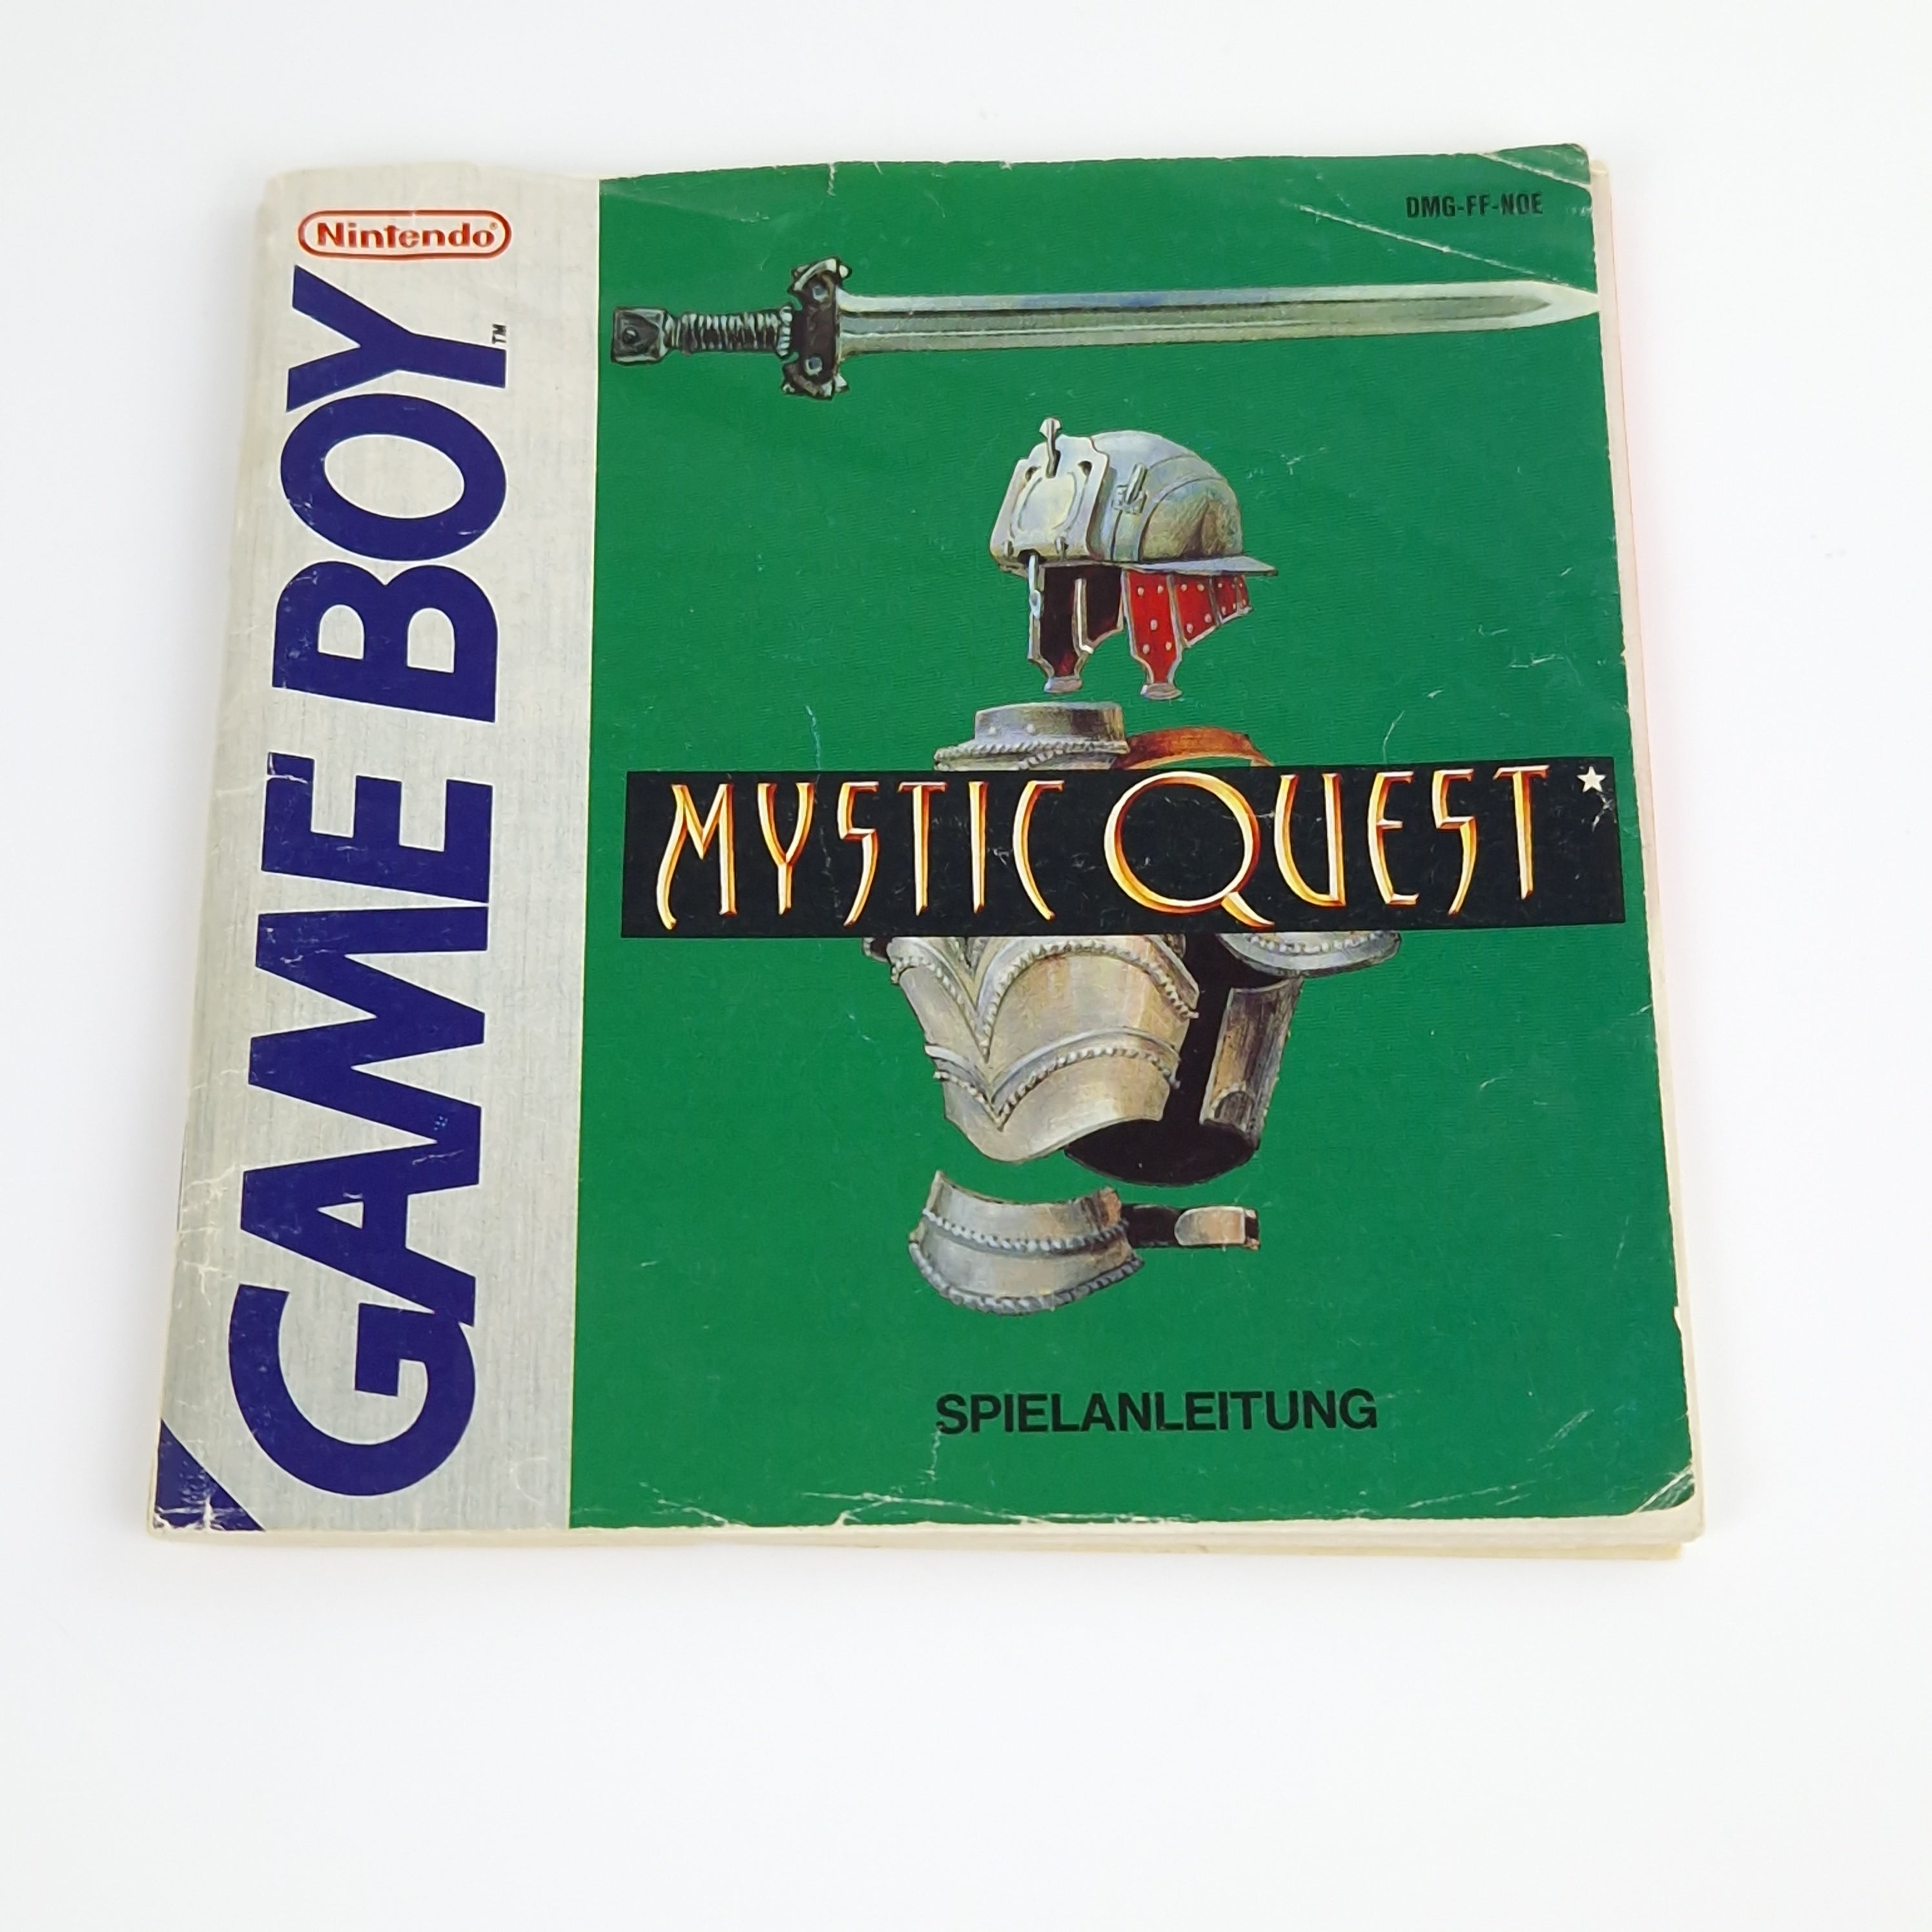 Nintendo®
GAME BOY™
DMG-FF-NOE
MYSTIC QUEST
SPIELANLEITUNG